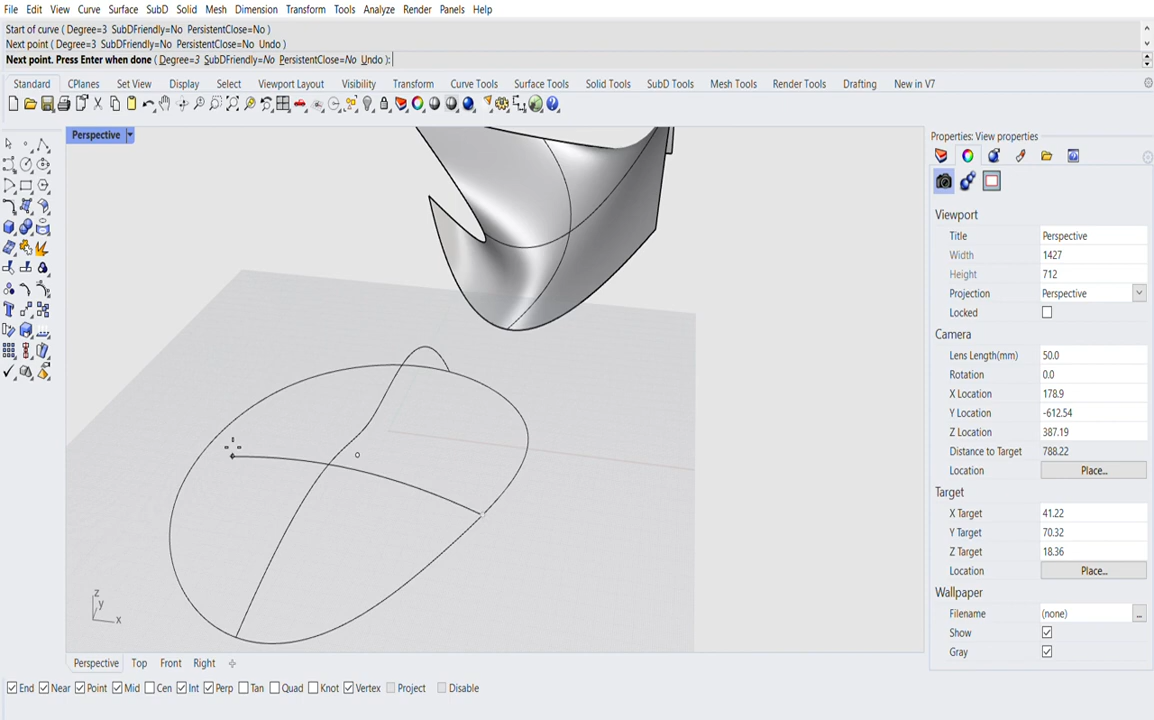 File Edit View Curve Surface SubD Solid Mesh Dimension Transform Tools Analyze Render Panels Help
Start of curve ( Degree=3 SubDFriendly=No PersistentClose=No )
Next point ( Degree=3 SubDFriendly=No PersistentClose=No Undo )
Next point. Press Enter when done ( Degree=3 SubDFriendly=No PersistentClose=No Undo ):
Standard CPlanes Set View Display Select Viewport Layout Visibility Transform Curve Tools Surface Tools Solid Tools SubD Tools Mesh Tools Render Tools Drafting New in V7
Perspective
Properties: View properties
Viewport
Title Perspective
Width 1427
Height 712
Projection Perspective
Locked
Camera
Lens Length(mm) 50.0
Rotation 0.0
X Location 178.9
Y Location -612.54
Z Location 387.19
Distance to Target 788.22
Location Place...
Target
X Target 41.22
Y Target 70.32
Z Target 18.36
Location Place...
Wallpaper
Filename (none) ...
Show
Gray
z
y
x
Perspective Top Front Right
End Near Point Mid Cen Int Perp Tan Quad Knot Vertex Project Disable